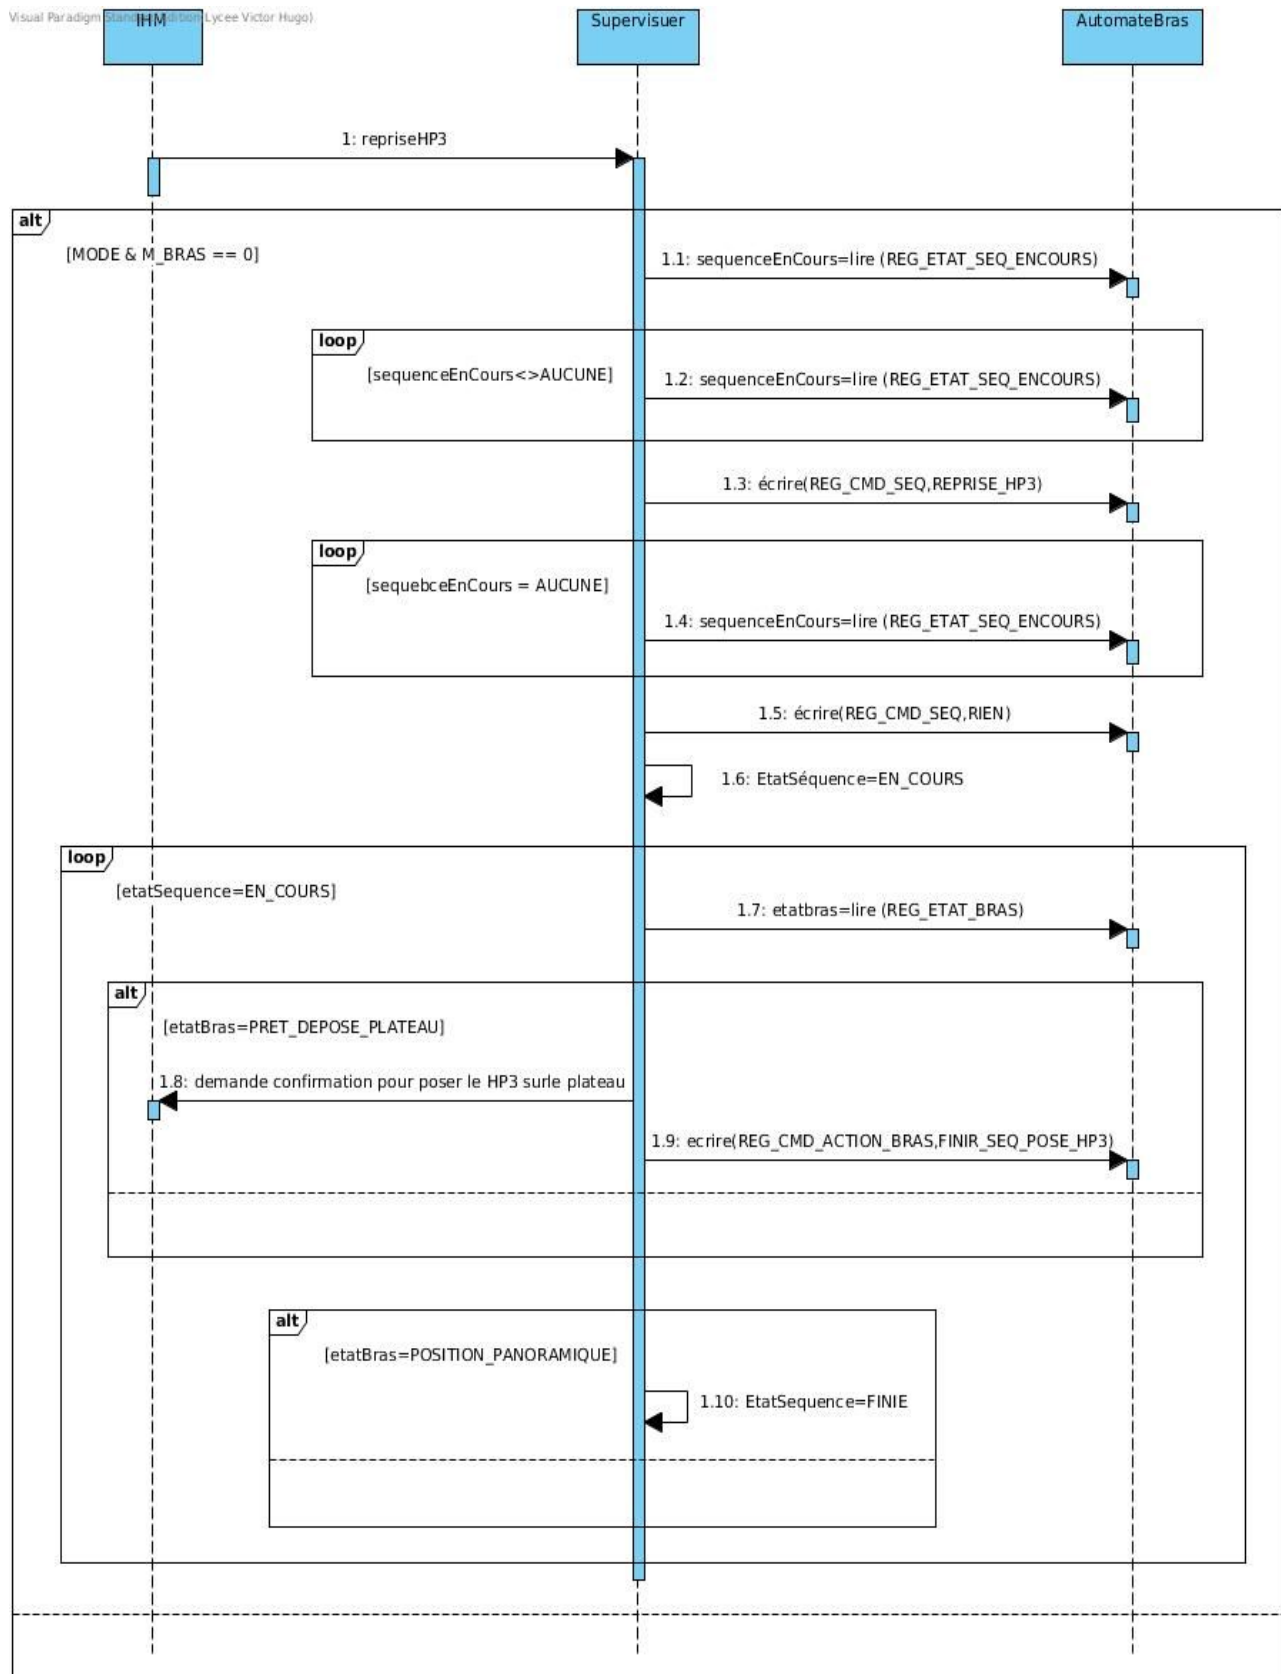 Visual Paradigm Standard Edition(Lycee Victor Hugo)
IHM
Supervisuer
AutomateBras
1: repriseHP3
alt
[MODE & M_BRAS == 0]
1.1: sequenceEnCours=lire (REG_ETAT_SEQ_ENCOURS)
loop
[sequenceEnCours<>AUCUNE]
1.2: sequenceEnCours=lire (REG_ETAT_SEQ_ENCOURS)
1.3: écrire(REG_CMD_SEQ,REPRISE_HP3)
loop
[sequebceEnCours = AUCUNE]
1.4: sequenceEnCours=lire (REG_ETAT_SEQ_ENCOURS)
1.5: écrire(REG_CMD_SEQ,RIEN)
1.6: EtatSéquence=EN_COURS
loop
[etatSequence=EN_COURS]
1.7: etatbras=lire (REG_ETAT_BRAS)
alt
[etatBras=PRET_DEPOSE_PLATEAU]
1.8: demande confirmation pour poser le HP3 surle plateau
1.9: ecrire(REG_CMD_ACTION_BRAS,FINIR_SEQ_POSE_HP3)
alt
[etatBras=POSITION_PANORAMIQUE]
1.10: EtatSequence=FINIE